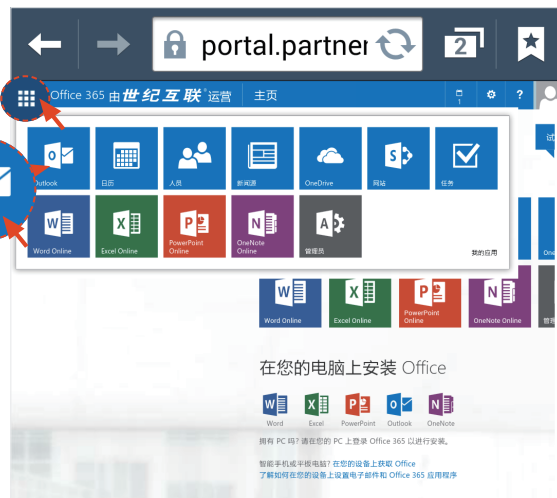 portal.partner
2
Office 365 由世纪互联运营 主页
1
?
试
Outlook
日历
人员
新闻源
OneDrive
网站
任务
Word Online
Excel Online
PowerPoint
Online
OneNote
Online
管理员
我的应用
One
Word Online
Excel Online
PowerPoint
Online
OneNote Online
管理
在您的电脑上安装 Office
Word
Excel
PowerPoint
Outlook
OneNote
拥有 PC 吗? 请在您的 PC 上登录 Office 365 以进行安装。
智能手机或平板电脑? 在您的设备上获取 Office
了解如何在您的设备上设置电子邮件和 Office 365 应用程序